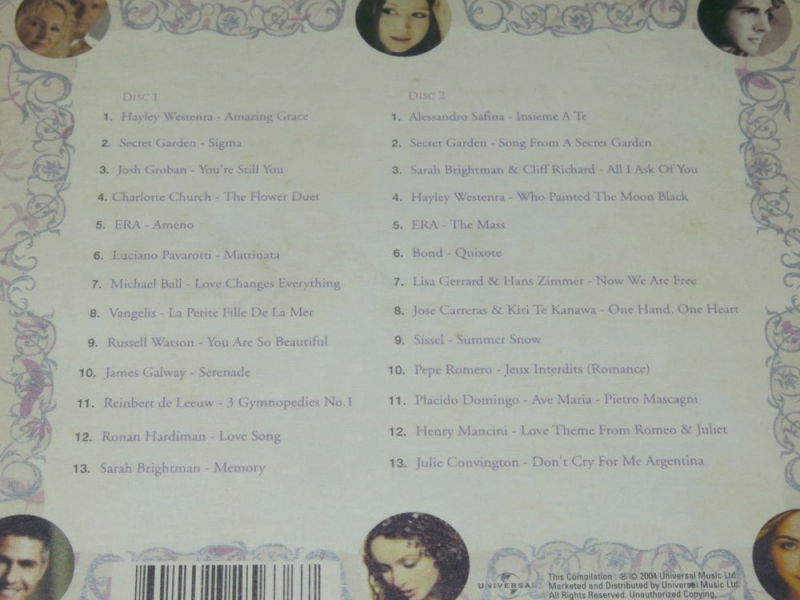 DISC 1
1. Hayley Westenra - Amazing Grace
2. Secret Garden - Sigma
3. Josh Groban - You're Still You
4. Charlotte Church - The Flower Duet
5. ERA - Ameno
6. Luciano Pavarotti - Mattinata
7. Michael Ball - Love Changes Everything
8. Vangelis - La Petite Fille De La Mer
9. Russell Watson - You Are So Beautiful
10. James Galway - Serenade
11. Reinbert de Leeuw - 3 Gymnopedies No.1
12. Ronan Hardiman - Love Song
13. Sarah Brightman - Memory
DISC 2
1. Alessandro Safina - Insieme A Te
2. Secret Garden - Song From A Secret Garden
3. Sarah Brightman & Cliff Richard - All I Ask Of You
4. Hayley Westenra - Who Painted The Moon Black
5. ERA - The Mass
6. Bond - Quixote
7. Lisa Gerrard & Hans Zimmer - Now We Are Free
8. Jose Carreras & Kiri Te Kanawa - One Hand, One Heart
9. Sissel - Summer Snow
10. Pepe Romero - Jeux Interdits (Romance)
11. Placido Domingo - Ave Maria - Pietro Mascagni
12. Henry Mancini - Love Theme From Romeo & Juliet
13. Julie Convington - Don't Cry For Me Argentina
UNIVERSAL
This Compilation : ℗ © 2004 Universal Music Ltd
Marketed and Distributed by Universal Music Ltd
All Rights Reserved. Unauthorized Copying,